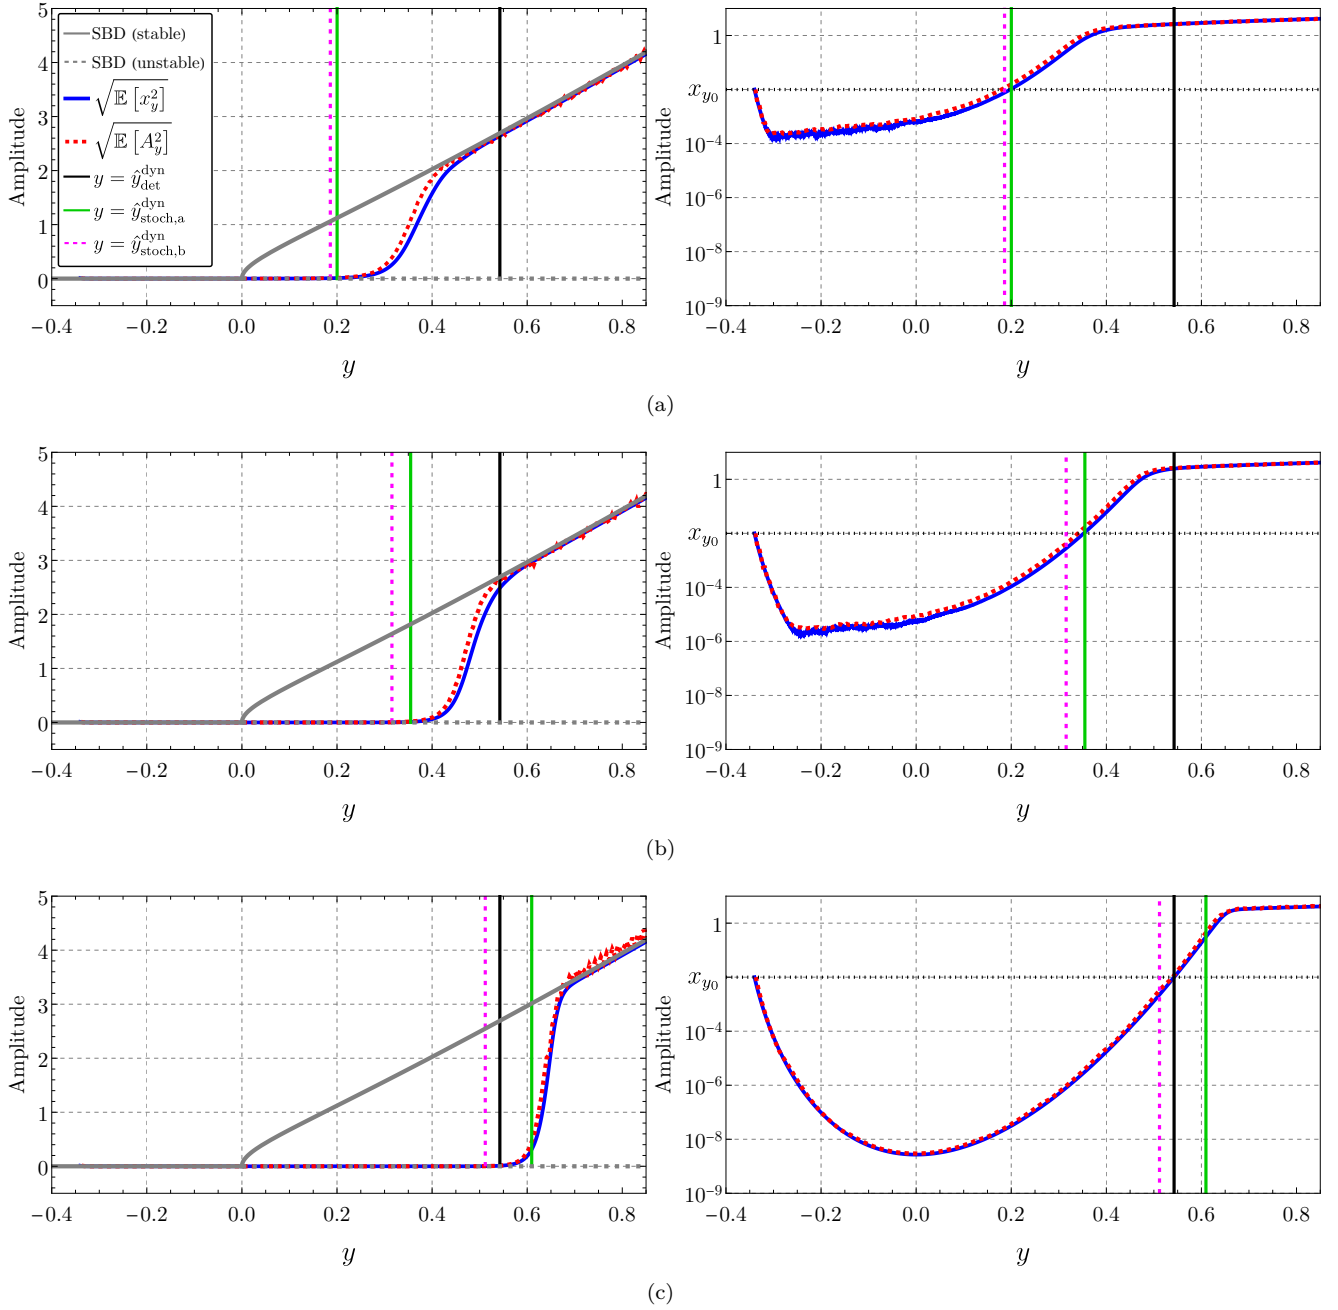 SBD (stable)
SBD (unstable)
√𝔼 [x_y^2]
√𝔼 [A_y^2]
y = ŷ_det^dyn
y = ŷ_stoch,a^dyn
y = ŷ_stoch,b^dyn
Amplitude
5
4
3
2
1
0
−0.4 −0.2 0.0 0.2 0.4 0.6 0.8
y
Amplitude
1
x_{y_0}
10^−4
10^−6
10^−8
10^−9
−0.4 −0.2 0.0 0.2 0.4 0.6 0.8
y
(a)
Amplitude
5
4
3
2
1
0
−0.4 −0.2 0.0 0.2 0.4 0.6 0.8
y
Amplitude
1
x_{y_0}
10^−4
10^−6
10^−8
10^−9
−0.4 −0.2 0.0 0.2 0.4 0.6 0.8
y
(b)
Amplitude
5
4
3
2
1
0
−0.4 −0.2 0.0 0.2 0.4 0.6 0.8
y
Amplitude
1
x_{y_0}
10^−4
10^−6
10^−8
10^−9
−0.4 −0.2 0.0 0.2 0.4 0.6 0.8
y
(c)